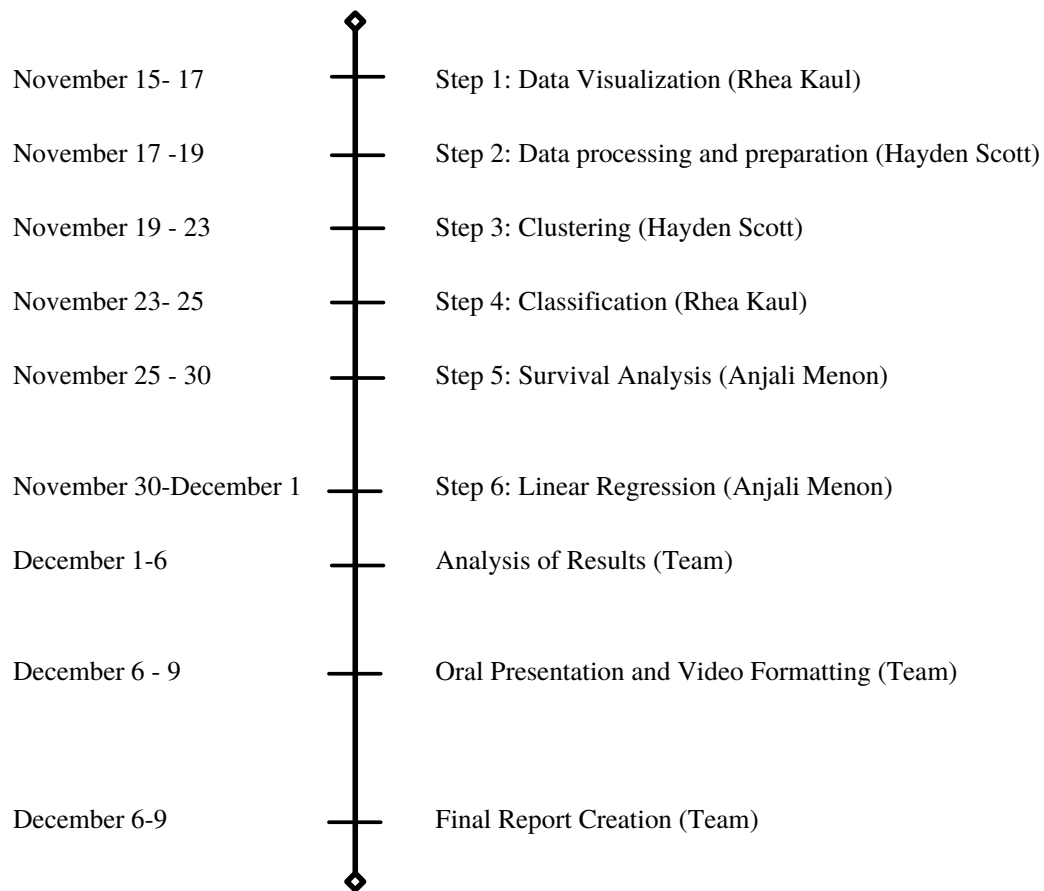 November 15- 17 Step 1: Data Visualization (Rhea Kaul)
November 17 -19 Step 2: Data processing and preparation (Hayden Scott)
November 19 - 23 Step 3: Clustering (Hayden Scott)
November 23- 25 Step 4: Classification (Rhea Kaul)
November 25 - 30 Step 5: Survival Analysis (Anjali Menon)
November 30-December 1 Step 6: Linear Regression (Anjali Menon)
December 1-6 Analysis of Results (Team)
December 6 - 9 Oral Presentation and Video Formatting (Team)
December 6-9 Final Report Creation (Team)